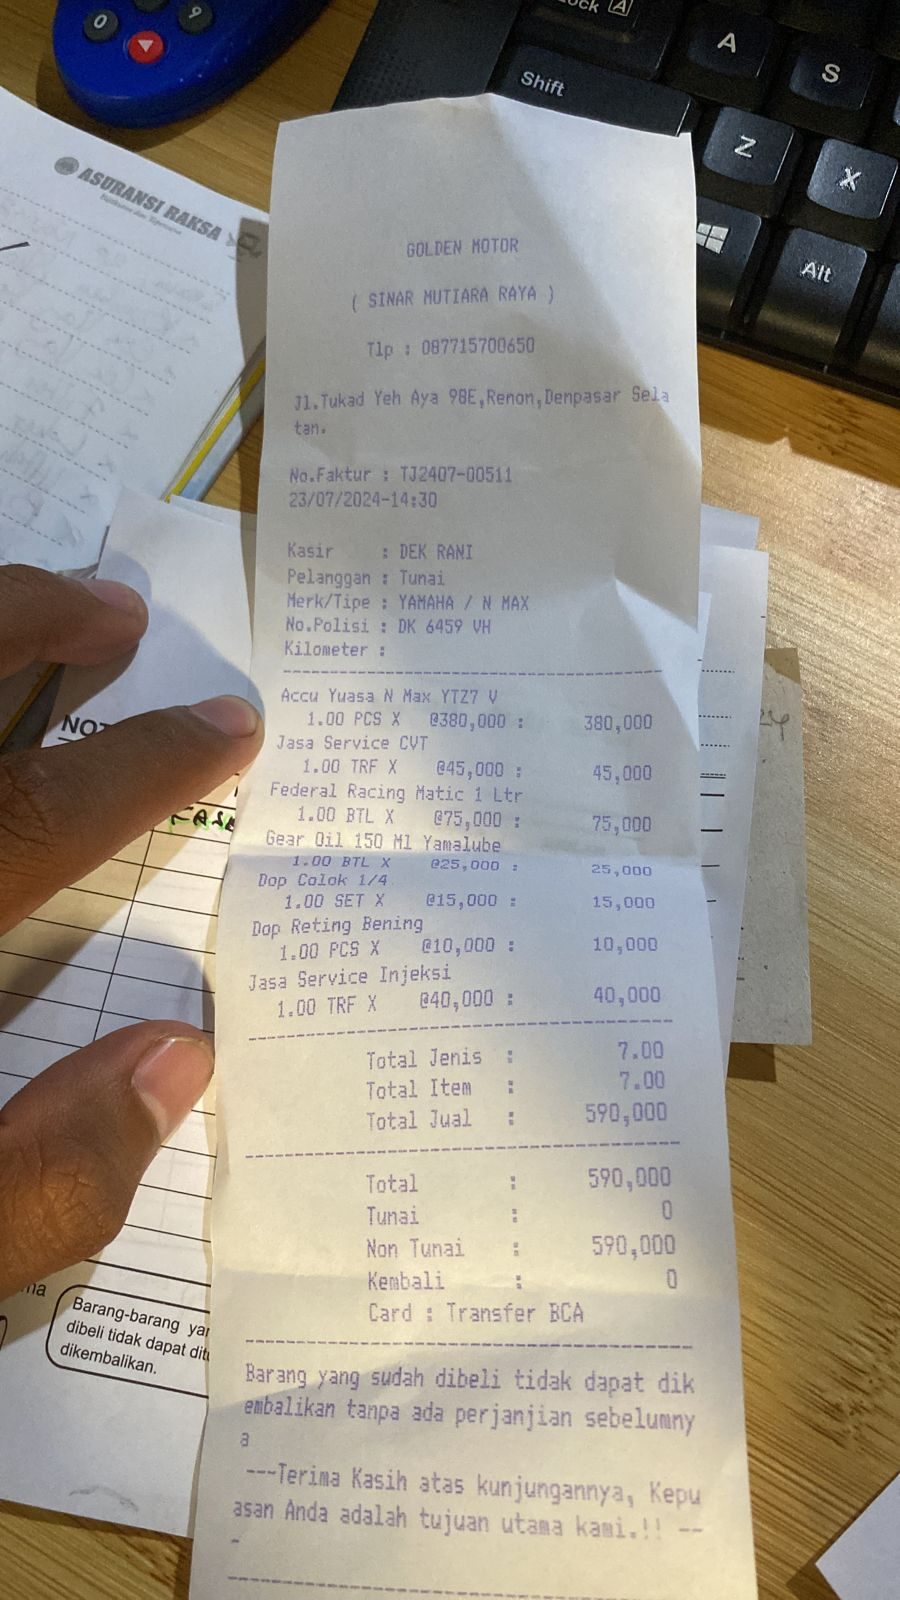 0
9
Lock A
A
S
Shift
Z
X
Alt
ASURANSI RAKSA
GOLDEN MOTOR
( SINAR MUTIARA RAYA )
Tlp : 087715700650
Jl.Tukad Yeh Aya 98E,Renon,Denpasar Sela
tan.
No.Faktur : TJ2407-00511
23/07/2024-14:30
Kasir : DEK RANI
Pelanggan : Tunai
Merk/Tipe : YAMAHA / N MAX
No.Polisi : DK 6459 VH
Kilometer :
Accu Yuasa N Max YTZ7 V
1.00 PCS X @380,000 : 380,000
Jasa Service CVT
1.00 TRF X @45,000 : 45,000
Federal Racing Matic 1 Ltr
1.00 BTL X @75,000 : 75,000
Gear Oil 150 Ml Yamalube
1.00 BTL X @25,000 : 25,000
Dop Colok 1/4
1.00 SET X @15,000 : 15,000
Dop Reting Bening
1.00 PCS X @10,000 : 10,000
Jasa Service Injeksi
1.00 TRF X @40,000 : 40,000
Total Jenis : 7.00
Total Item : 7.00
Total Jual : 590,000
Total : 590,000
Tunai : 0
Non Tunai : 590,000
Kembali : 0
Card : Transfer BCA
Barang yang sudah dibeli tidak dapat dik
embalikan tanpa ada perjanjian sebelumny
a
---Terima Kasih atas kunjungannya, Kepu
asan Anda adalah tujuan utama kami.!! --
-
NOT
Barang-barang yan
dibeli tidak dapat ditu
dikembalikan.